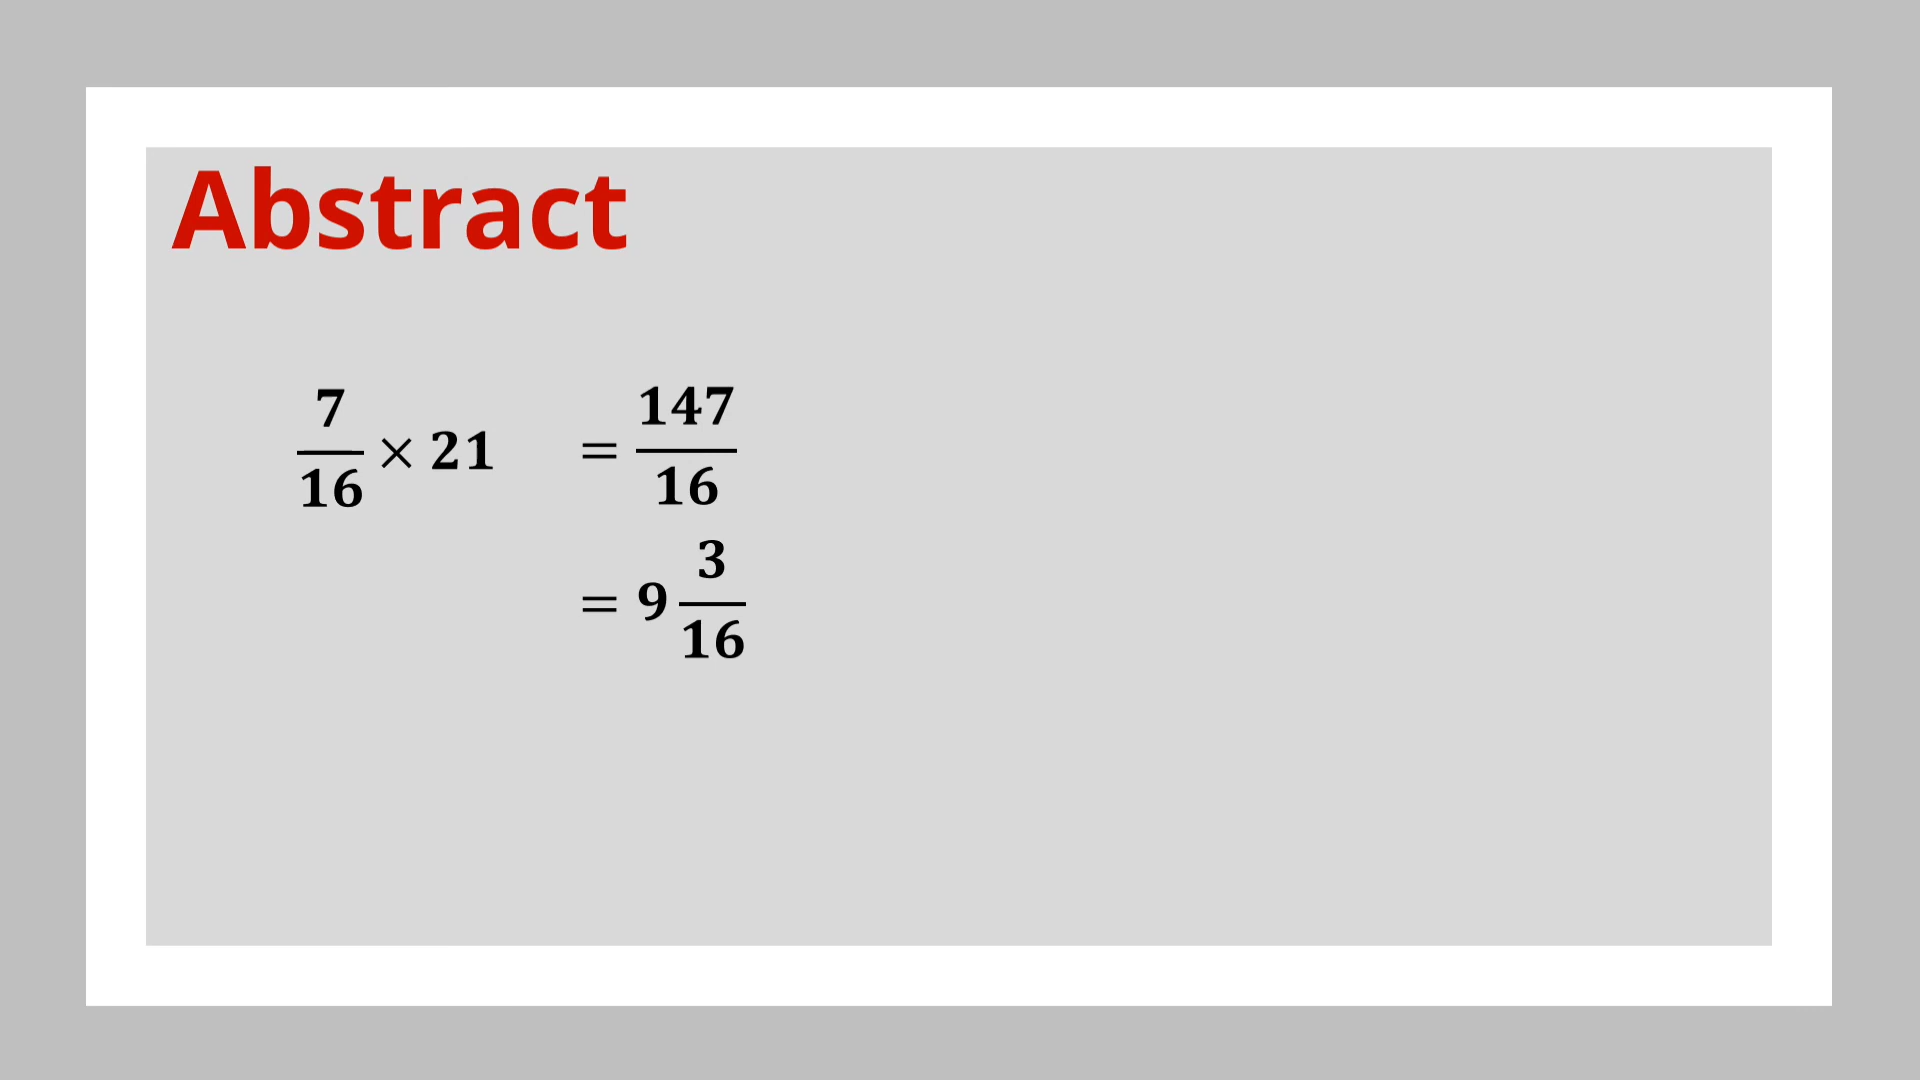 Abstract
7/16 × 21 = 147/16
= 9 3/16